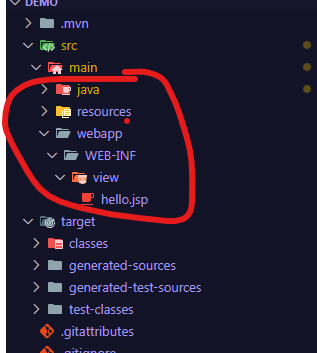 DEMO
.mvn
src
main
java
resources
webapp
WEB-INF
view
hello.jsp
target
classes
generated-sources
generated-test-sources
test-classes
.gitattributes
.gitignore